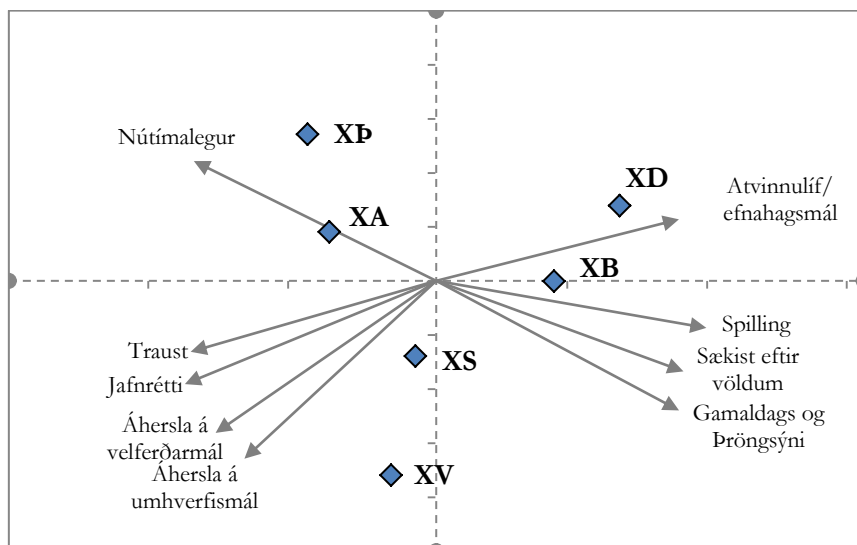 XÞ
Nútímalegur
XD
Atvinnulíf/
efnahagsmál
XA
XB
Spilling
Traust
Sækist eftir
völdum
XS
Jafnrétti
Gamaldags og
Þröngsýni
Áhersla á
velferðarmál
Áhersla á
umhverfismál
XV